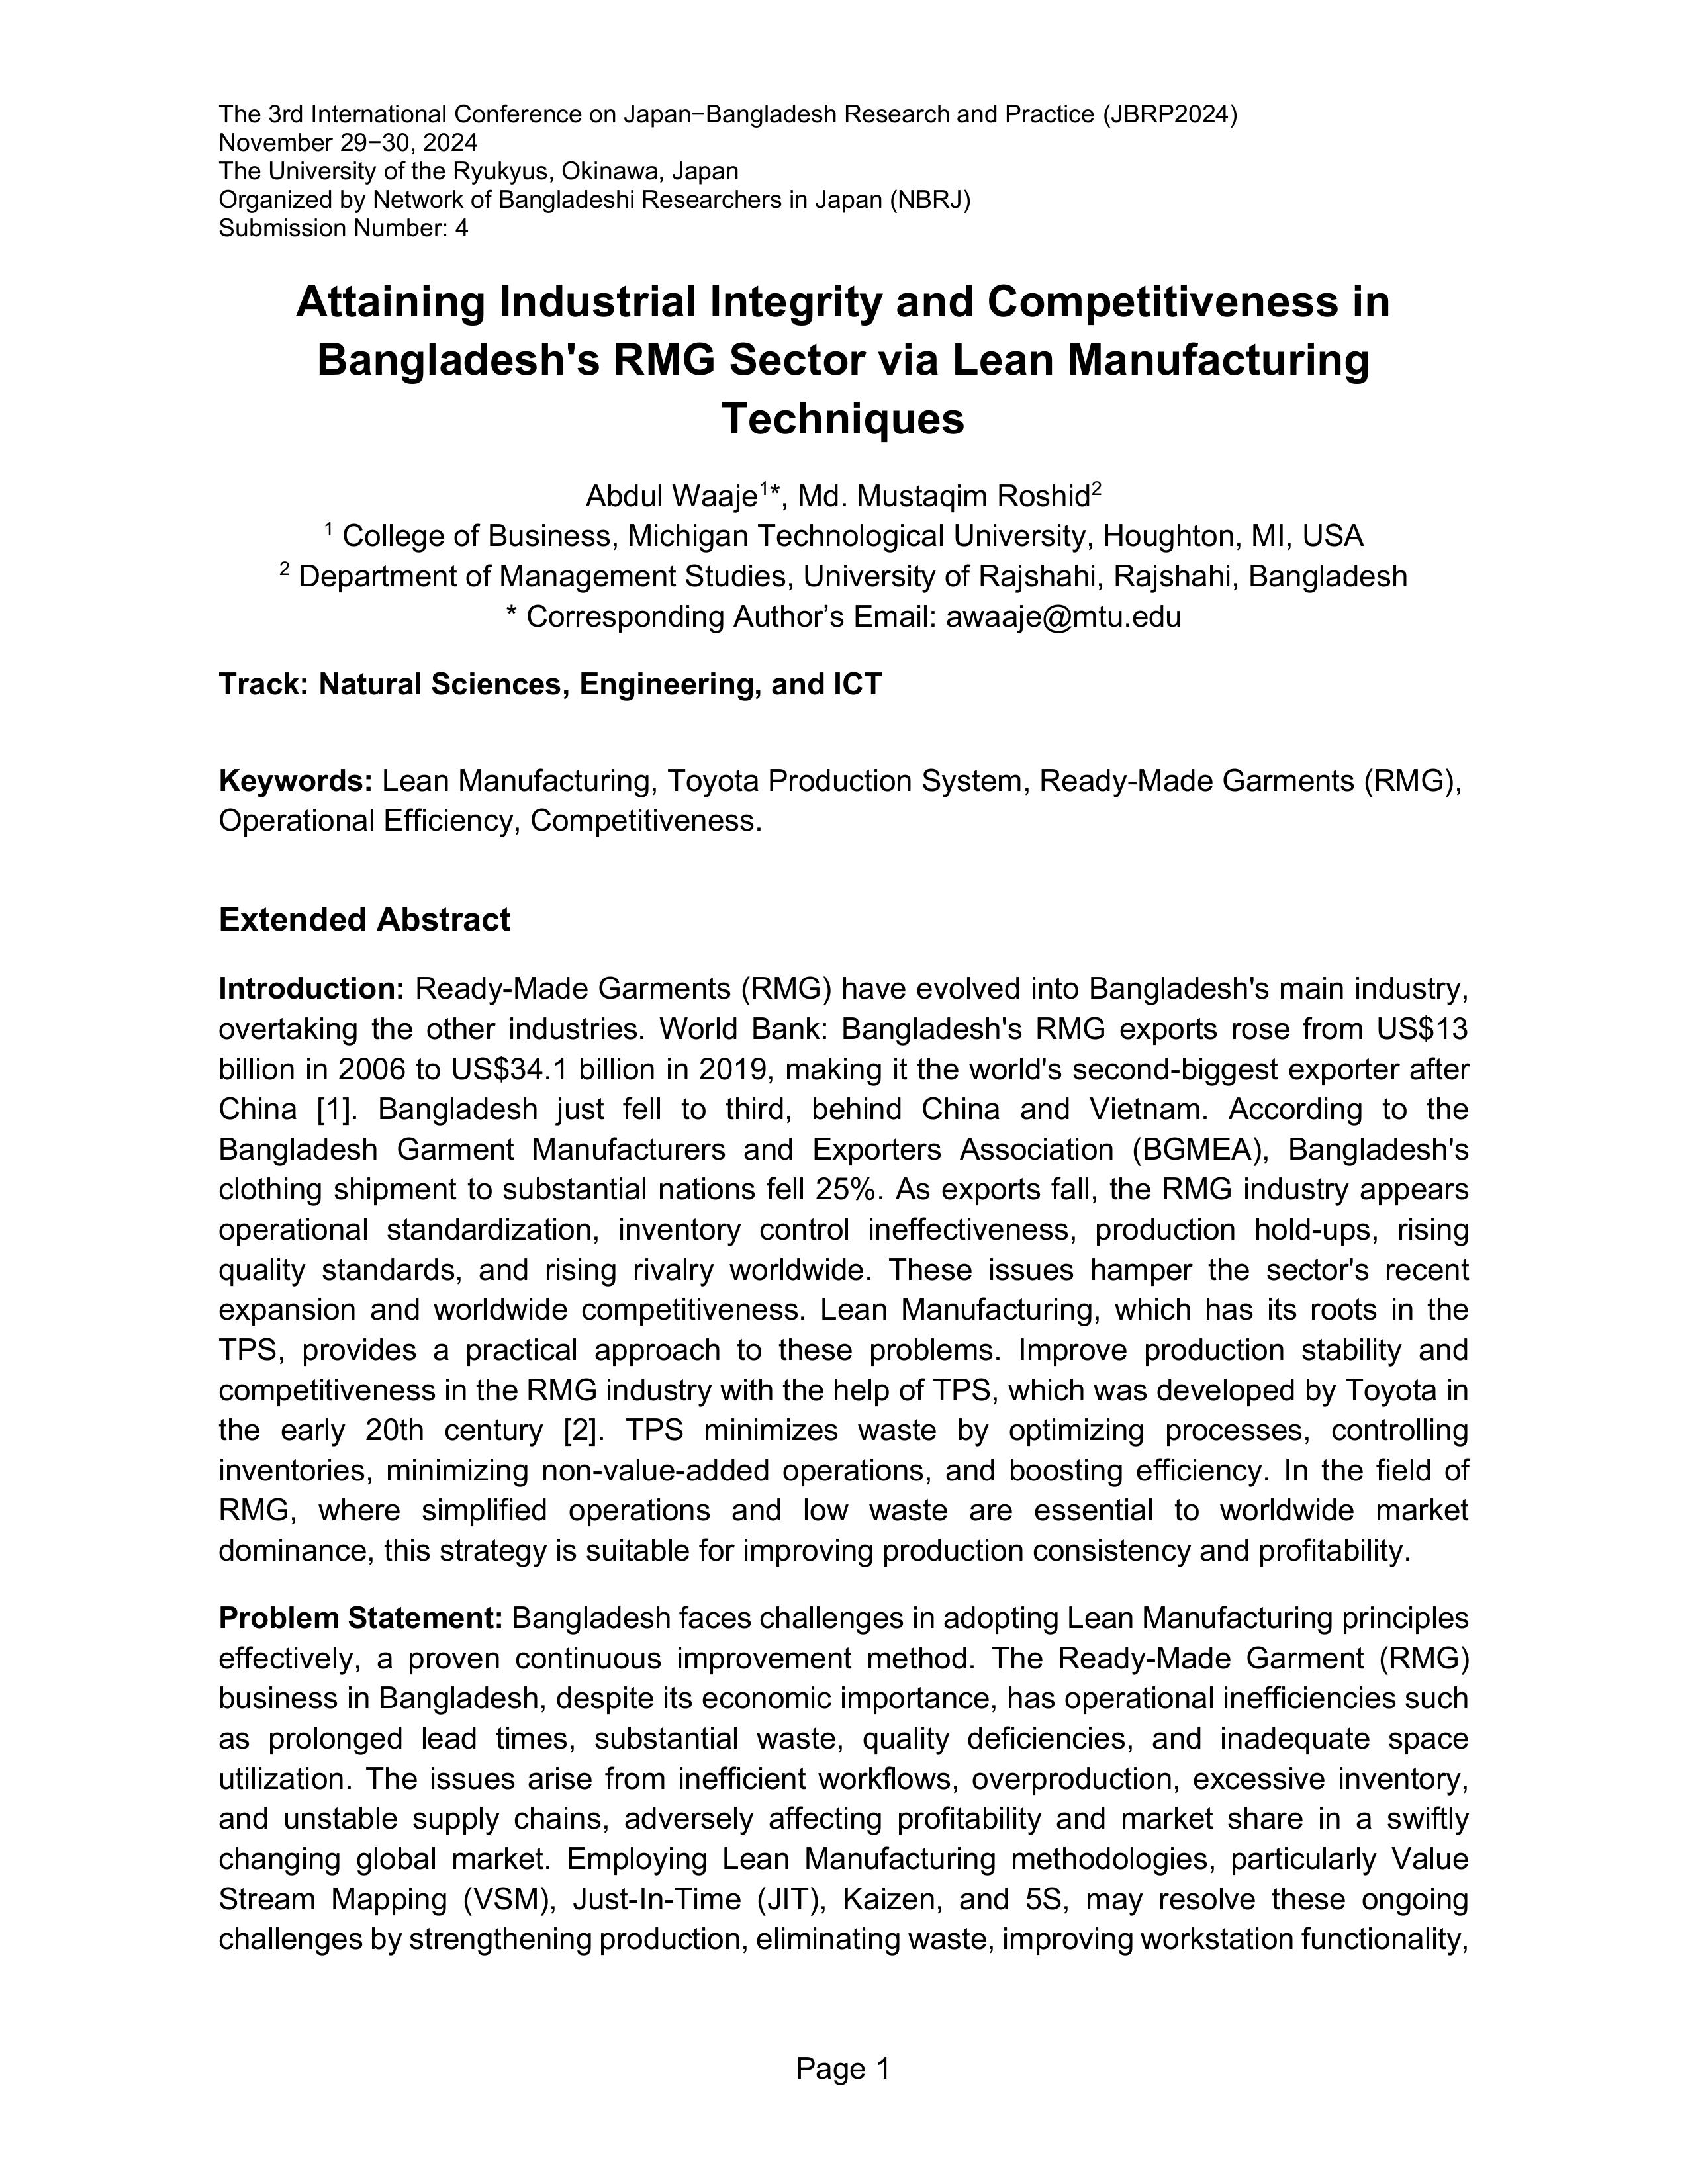 The 3rd International Conference on Japan−Bangladesh Research and Practice (JBRP2024)
November 29−30, 2024
The University of the Ryukyus, Okinawa, Japan
Organized by Network of Bangladeshi Researchers in Japan (NBRJ)
Submission Number: 4
Attaining Industrial Integrity and Competitiveness in
Bangladesh's RMG Sector via Lean Manufacturing
Techniques
Abdul Waaje1*, Md. Mustaqim Roshid2
1 College of Business, Michigan Technological University, Houghton, MI, USA
2 Department of Management Studies, University of Rajshahi, Rajshahi, Bangladesh
* Corresponding Author’s Email: awaaje@mtu.edu
Track: Natural Sciences, Engineering, and ICT
Keywords: Lean Manufacturing, Toyota Production System, Ready-Made Garments (RMG),
Operational Efficiency, Competitiveness.
Extended Abstract
Introduction: Ready-Made Garments (RMG) have evolved into Bangladesh's main industry,
overtaking the other industries. World Bank: Bangladesh's RMG exports rose from US$13
billion in 2006 to US$34.1 billion in 2019, making it the world's second-biggest exporter after
China [1]. Bangladesh just fell to third, behind China and Vietnam. According to the
Bangladesh Garment Manufacturers and Exporters Association (BGMEA), Bangladesh's
clothing shipment to substantial nations fell 25%. As exports fall, the RMG industry appears
operational standardization, inventory control ineffectiveness, production hold-ups, rising
quality standards, and rising rivalry worldwide. These issues hamper the sector's recent
expansion and worldwide competitiveness. Lean Manufacturing, which has its roots in the
TPS, provides a practical approach to these problems. Improve production stability and
competitiveness in the RMG industry with the help of TPS, which was developed by Toyota in
the early 20th century [2]. TPS minimizes waste by optimizing processes, controlling
inventories, minimizing non-value-added operations, and boosting efficiency. In the field of
RMG, where simplified operations and low waste are essential to worldwide market
dominance, this strategy is suitable for improving production consistency and profitability.
Problem Statement: Bangladesh faces challenges in adopting Lean Manufacturing principles
effectively, a proven continuous improvement method. The Ready-Made Garment (RMG)
business in Bangladesh, despite its economic importance, has operational inefficiencies such
as prolonged lead times, substantial waste, quality deficiencies, and inadequate space
utilization. The issues arise from inefficient workflows, overproduction, excessive inventory,
and unstable supply chains, adversely affecting profitability and market share in a swiftly
changing global market. Employing Lean Manufacturing methodologies, particularly Value
Stream Mapping (VSM), Just-In-Time (JIT), Kaizen, and 5S, may resolve these ongoing
challenges by strengthening production, eliminating waste, improving workstation functionality,
Page 1